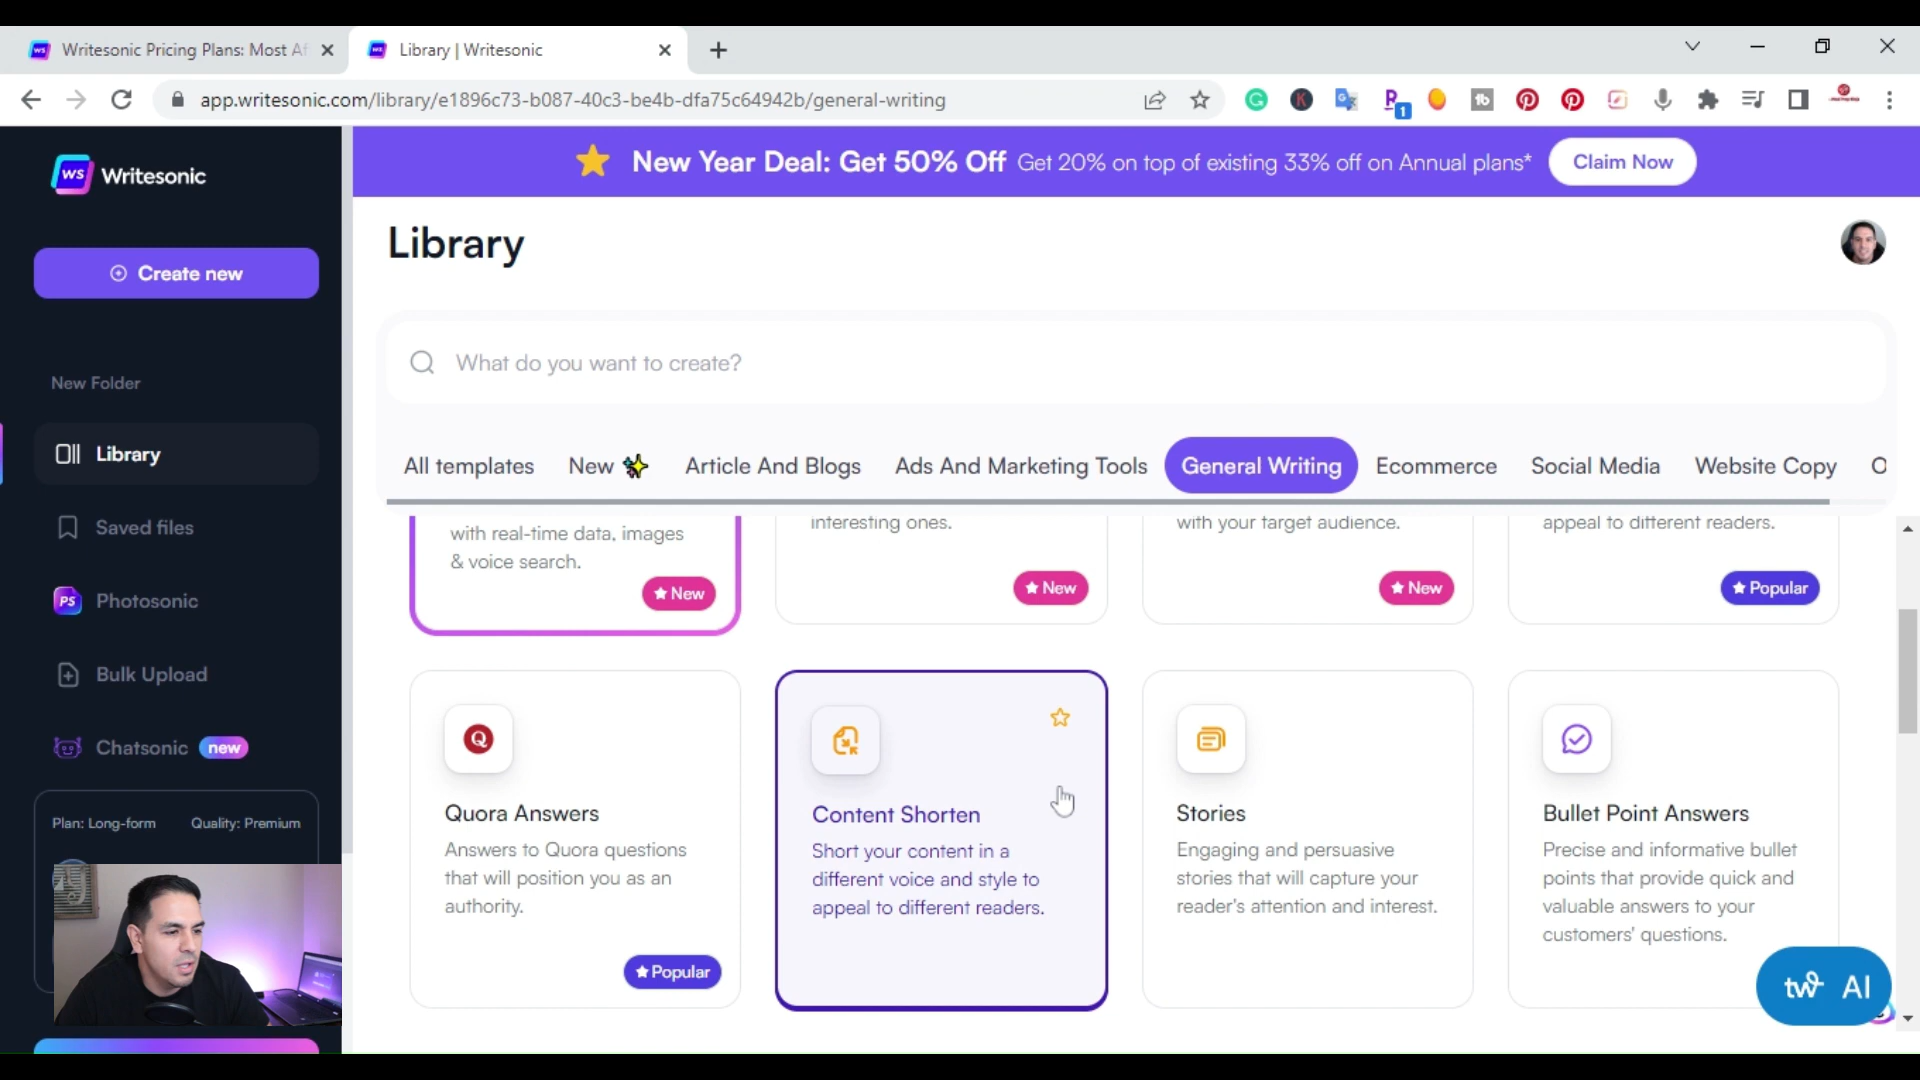 Writesonic Pricing Plans: Most Af
Library | Writesonic
app.writesonic.com/library/e1896c73-b087-40c3-be4b-dfa75c64942b/general-writing
1
WS Writesonic
New Year Deal: Get 50% Off Get 20% on top of existing 33% off on Annual plans* Claim Now
Library
Create new
What do you want to create?
New Folder
Library
All templates New Article And Blogs Ads And Marketing Tools General Writing Ecommerce Social Media Website Copy O
Saved files
PS Photosonic
Bulk Upload
Chatsonic new
Plan: Long-form Quality: Premium
with real-time data, images
& voice search.
New
interesting ones.
New
with your target audience.
New
appeal to different readers.
Popular
Q
Quora Answers
Answers to Quora questions
that will position you as an
authority.
Popular
Content Shorten
Short your content in a
different voice and style to
appeal to different readers.
Stories
Engaging and persuasive
stories that will capture your
reader's attention and interest.
Bullet Point Answers
Precise and informative bullet
points that provide quick and
valuable answers to your
customers' questions.
tw AI